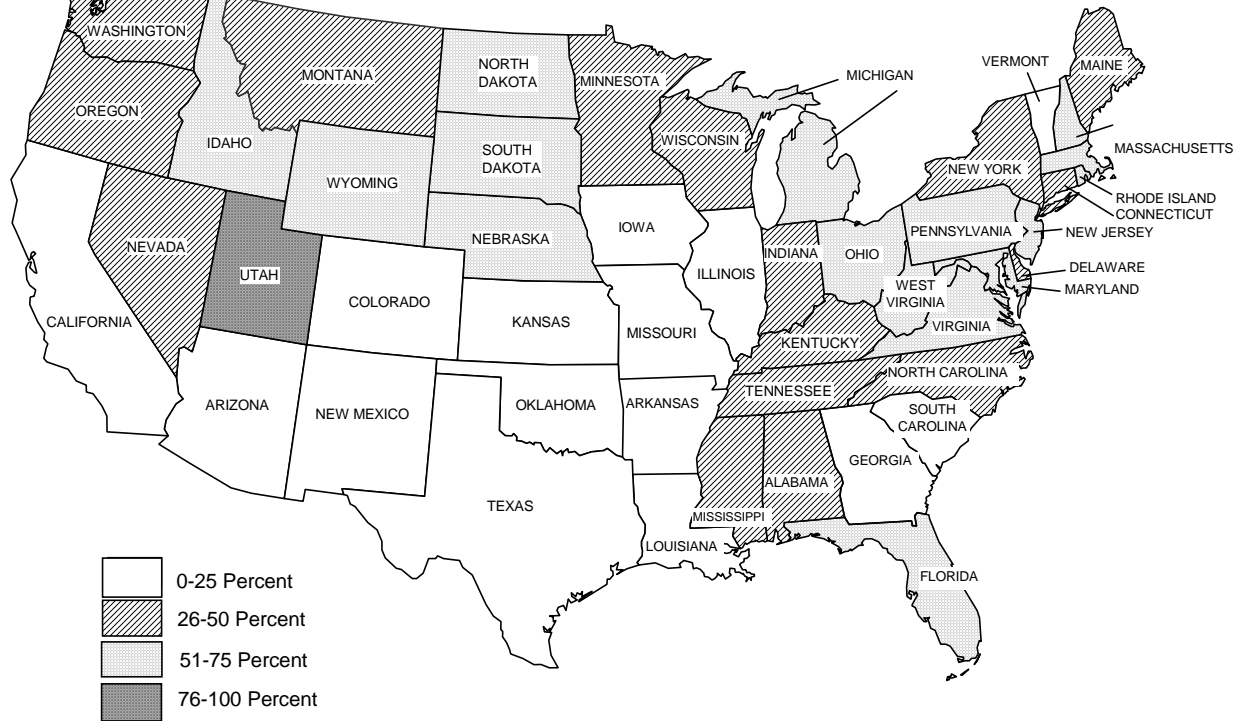 WASHINGTON
MONTANA
NORTH
DAKOTA
MINNESOTA
MICHIGAN
VERMONT
MAINE
OREGON
IDAHO
SOUTH
DAKOTA
WISCONSIN
MASSACHUSETTS
WYOMING
NEW YORK
RHODE ISLAND
CONNECTICUT
NEVADA
NEBRASKA
IOWA
PENNSYLVANIA
NEW JERSEY
UTAH
ILLINOIS
INDIANA
OHIO
DELAWARE
COLORADO
WEST
VIRGINIA
MARYLAND
CALIFORNIA
KANSAS
MISSOURI
VIRGINIA
KENTUCKY
NORTH CAROLINA
TENNESSEE
ARIZONA
NEW MEXICO
OKLAHOMA
ARKANSAS
SOUTH
CAROLINA
GEORGIA
ALABAMA
TEXAS
MISSISSIPPI
LOUISIANA
FLORIDA
0-25 Percent
26-50 Percent
51-75 Percent
76-100 Percent